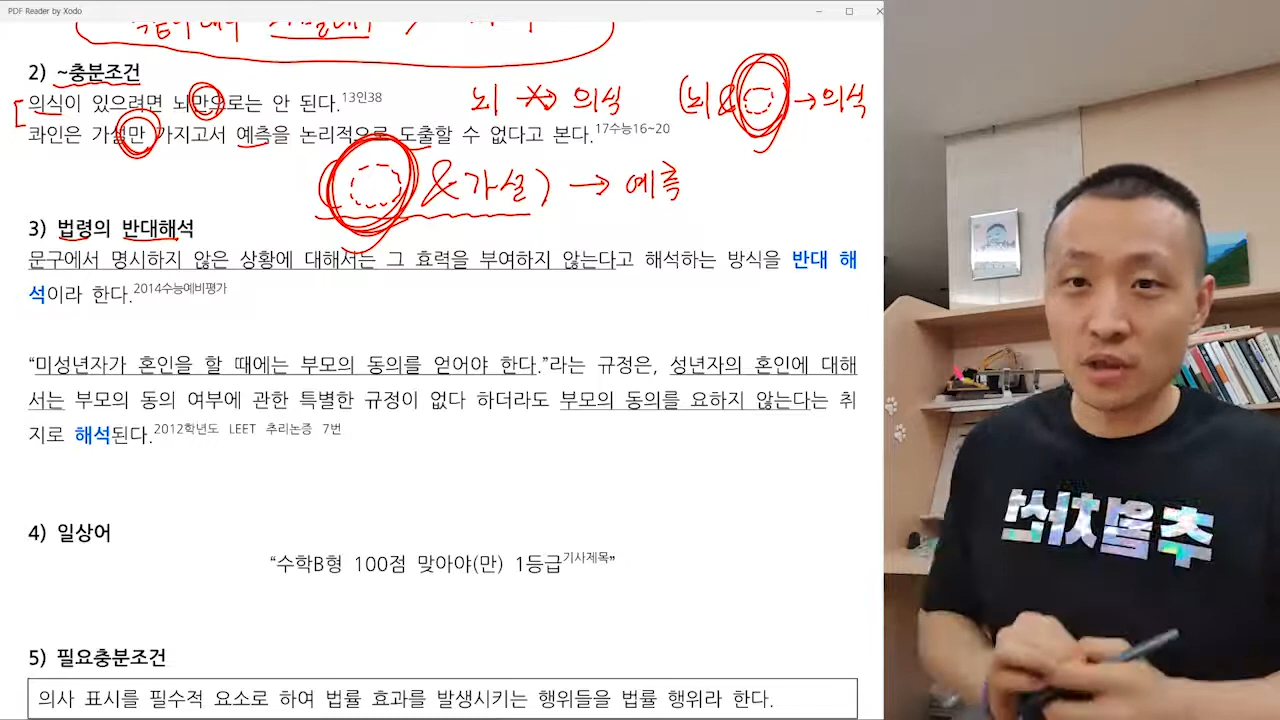 PDF Reader by Xodo
2) ~충분조건
의식이 있으려면 뇌만으로는 안 된다.13인38
뇌 → 의식
(뇌 & → 의식
콰인은 가설만 가지고서 예측을 논리적으로 도출할 수 없다고 본다.17수능16~20
& 가설) → 예측
3) 법령의 반대해석
문구에서 명시하지 않은 상황에 대해서는 그 효력을 부여하지 않는다고 해석하는 방식을 반대 해
석이라 한다.2014수능예비평가
“미성년자가 혼인을 할 때에는 부모의 동의를 얻어야 한다.”라는 규정은, 성년자의 혼인에 대해
서는 부모의 동의 여부에 관한 특별한 규정이 없다 하더라도 부모의 동의를 요하지 않는다는 취
지로 해석된다.2012학년도 LEET 추리논증 7번
4) 일상어
“수학B형 100점 맞아야(만) 1등급기사제목”
5) 필요충분조건
의사 표시를 필수적 요소로 하여 법률 효과를 발생시키는 행위들을 법률 행위라 한다.